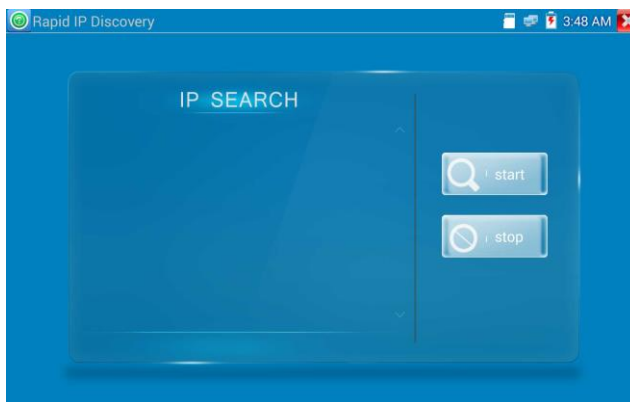 Rapid IP Discovery
3:48 AM
IP SEARCH
start
stop